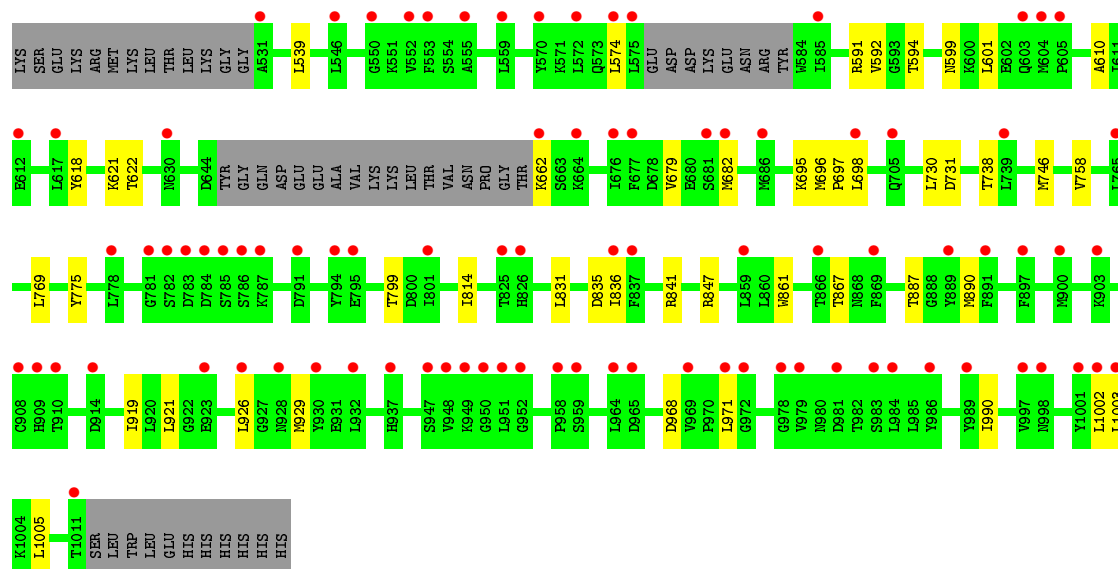 LYS SER GLU LYS ARG MET LYS LEU THR LEU LYS GLY GLY A531 L539 L546 G550 K551 V552 F553 S554 A555 L559 Y570 K571 L572 Q573 L574 L575 GLU ASP ASP LYS GLU ASN ARG TYR W584 I585 R591 V592 G593 T594 N599 K600 L601 E602 Q603 M604 P605 A610 I611
E612 L617 Y618 K621 T622 N630 D644 TYR GLY GLN ASP GLU GLU ALA VAL LYS LYS LEU THR VAL ASN PRO GLY THR K662 S663 K664 I676 F677 D678 V679 E680 S681 M682 M686 K695 M696 P697 L698 Q705 L730 D731 T738 L739 M746 V758 L765
L769 Y775 L778 G781 S782 D783 D784 S785 S786 K787 D791 Y794 E795 T799 D800 I801 I814 T825 H826 L831 D835 I836 F837 R841 R847 L859 L860 W861 T866 T867 N868 F869 T887 G888 Y889 M890 F891 F897 M900 K903
C908 H909 T910 D914 I919 L920 L921 G922 E923 L926 G927 N928 M929 Y930 E931 L932 H937 S947 V948 K949 G950 L951 G952 P958 S959 L964 D965 D968 V969 P970 L971 G972 G978 V979 N980 D981 T982 S983 L984 L985 Y986 Y989 I990 V997 N998 Y1001 L1002 L1003
K1004 L1005 T1011 SER LEU TRP LEU GLU HIS HIS HIS HIS HIS HIS